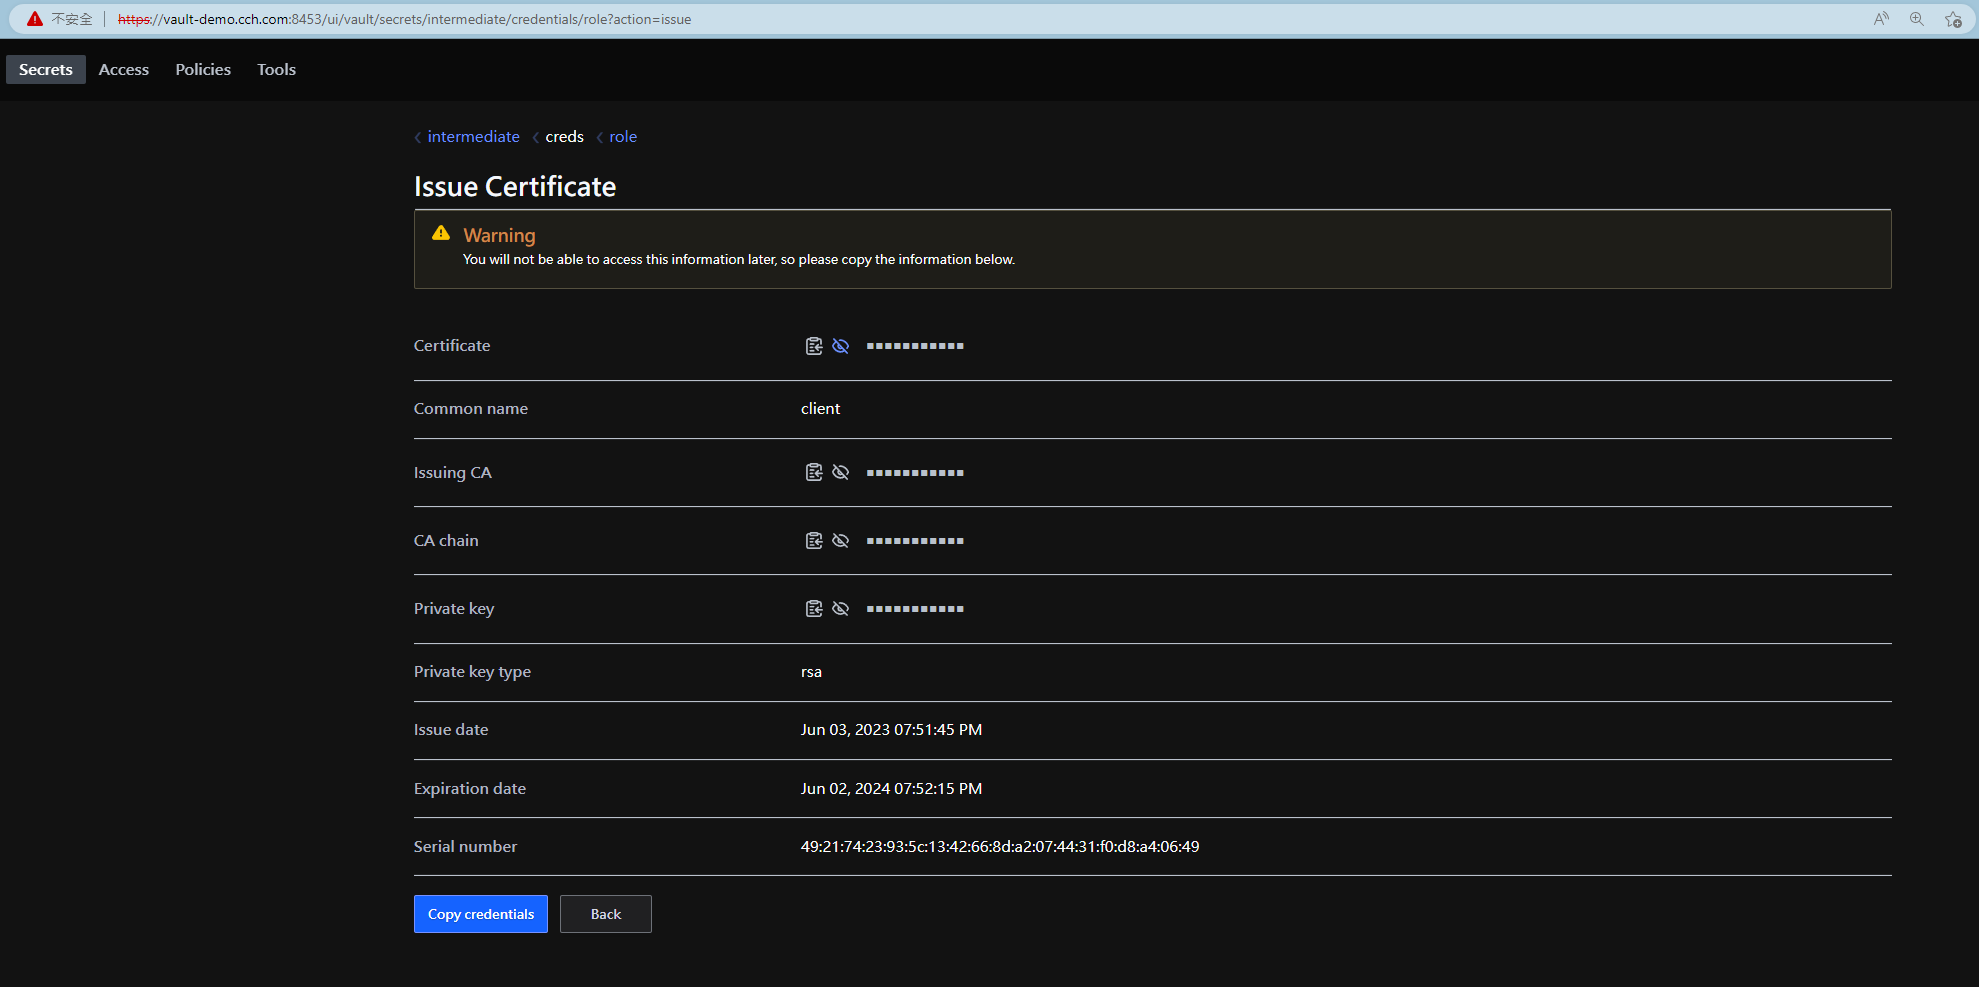 不安全 | https://vault-demo.cch.com:8453/ui/vault/secrets/intermediate/credentials/role?action=issue
Secrets Access Policies Tools
intermediate creds role
Issue Certificate
Warning
You will not be able to access this information later, so please copy the information below.
Certificate
Common name client
Issuing CA
CA chain
Private key
Private key type rsa
Issue date Jun 03, 2023 07:51:45 PM
Expiration date Jun 02, 2024 07:52:15 PM
Serial number 49:21:74:23:93:5c:13:42:66:8d:a2:07:44:31:f0:d8:a4:06:49
Copy credentials Back